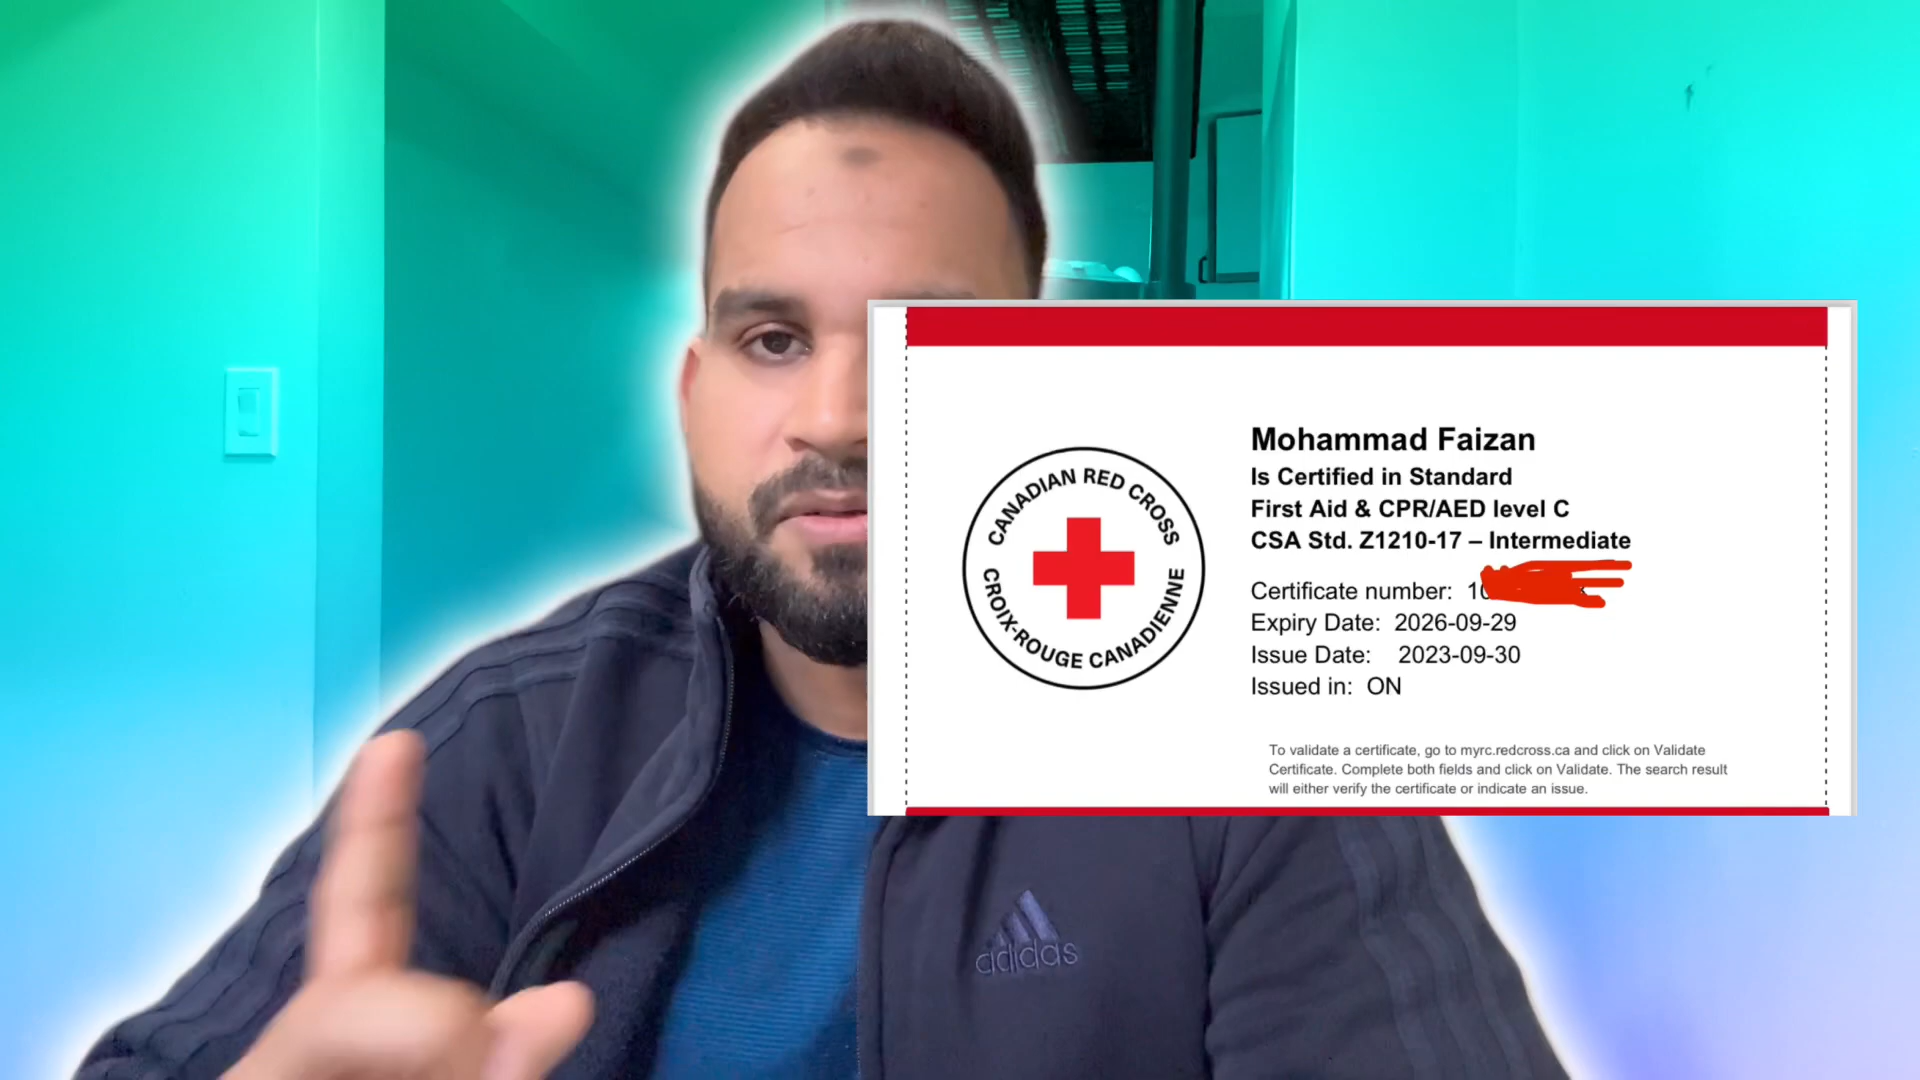 CANADIAN RED CROSS
CROIX-ROUGE CANADIENNE
Mohammad Faizan
Is Certified in Standard
First Aid & CPR/AED level C
CSA Std. Z1210-17 – Intermediate
Certificate number: 10
Expiry Date: 2026-09-29
Issue Date: 2023-09-30
Issued in: ON
To validate a certificate, go to myrc.redcross.ca and click on Validate
Certificate. Complete both fields and click on Validate. The search result
will either verify the certificate or indicate an issue.
adidas